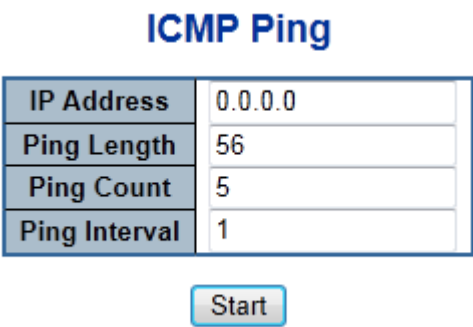 ICMP Ping
IP Address 0.0.0.0
Ping Length 56
Ping Count 5
Ping Interval 1
Start